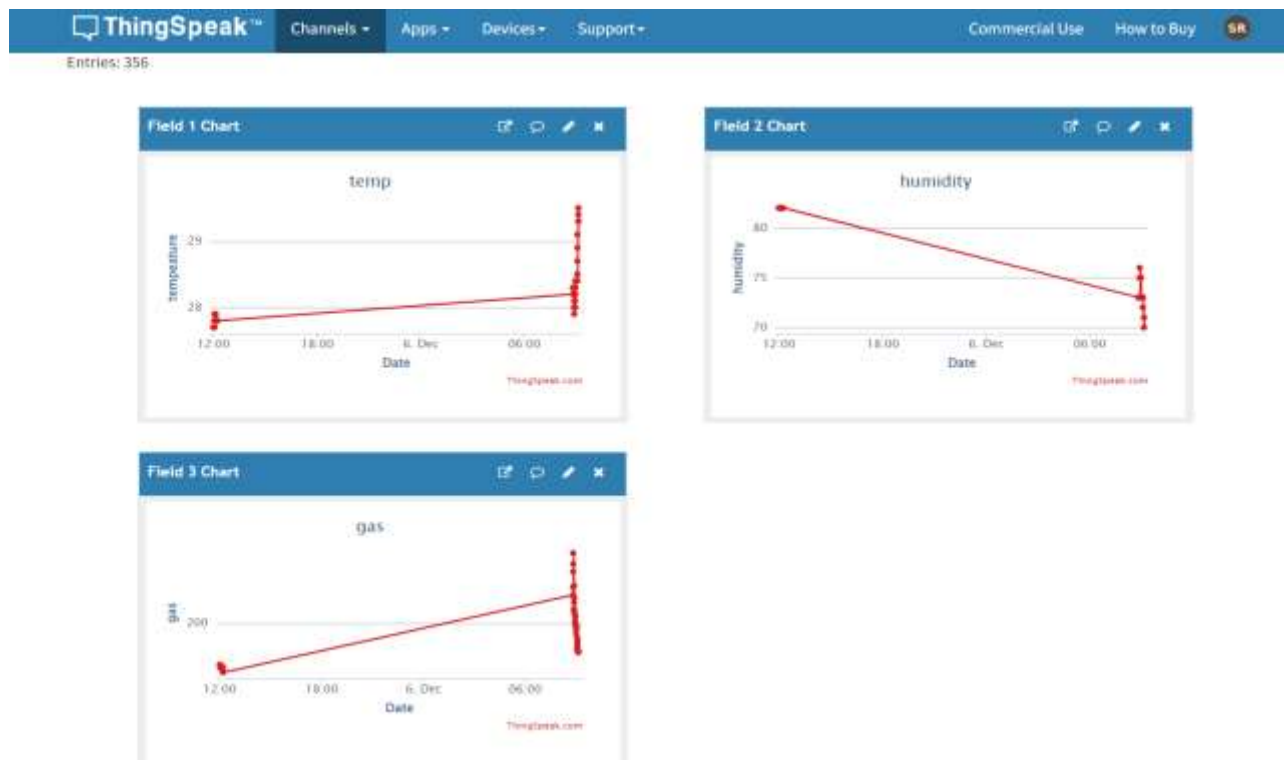 ThingSpeak™ Channels Apps Devices Support Commercial Use How to Buy SR
Entries: 356
Field 1 Chart
temp
tempeature
29
28
12:00 18:00 6. Dec 06:00
Date
ThingSpeak.com
Field 2 Chart
humidity
humidity
80
75
70
12:00 18:00 6. Dec 06:00
Date
ThingSpeak.com
Field 3 Chart
gas
gas
200
12:00 18:00 6. Dec 06:00
Date
ThingSpeak.com